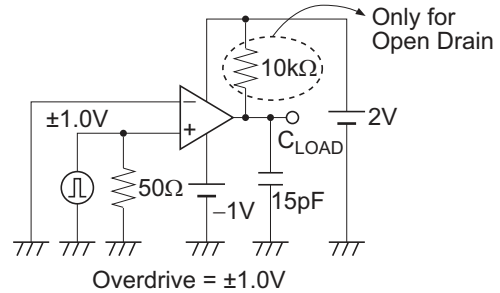 Only for
Open Drain
10kΩ
±1.0V
−
+
2V
C_LOAD
50Ω
−1V
15pF
Overdrive = ±1.0V